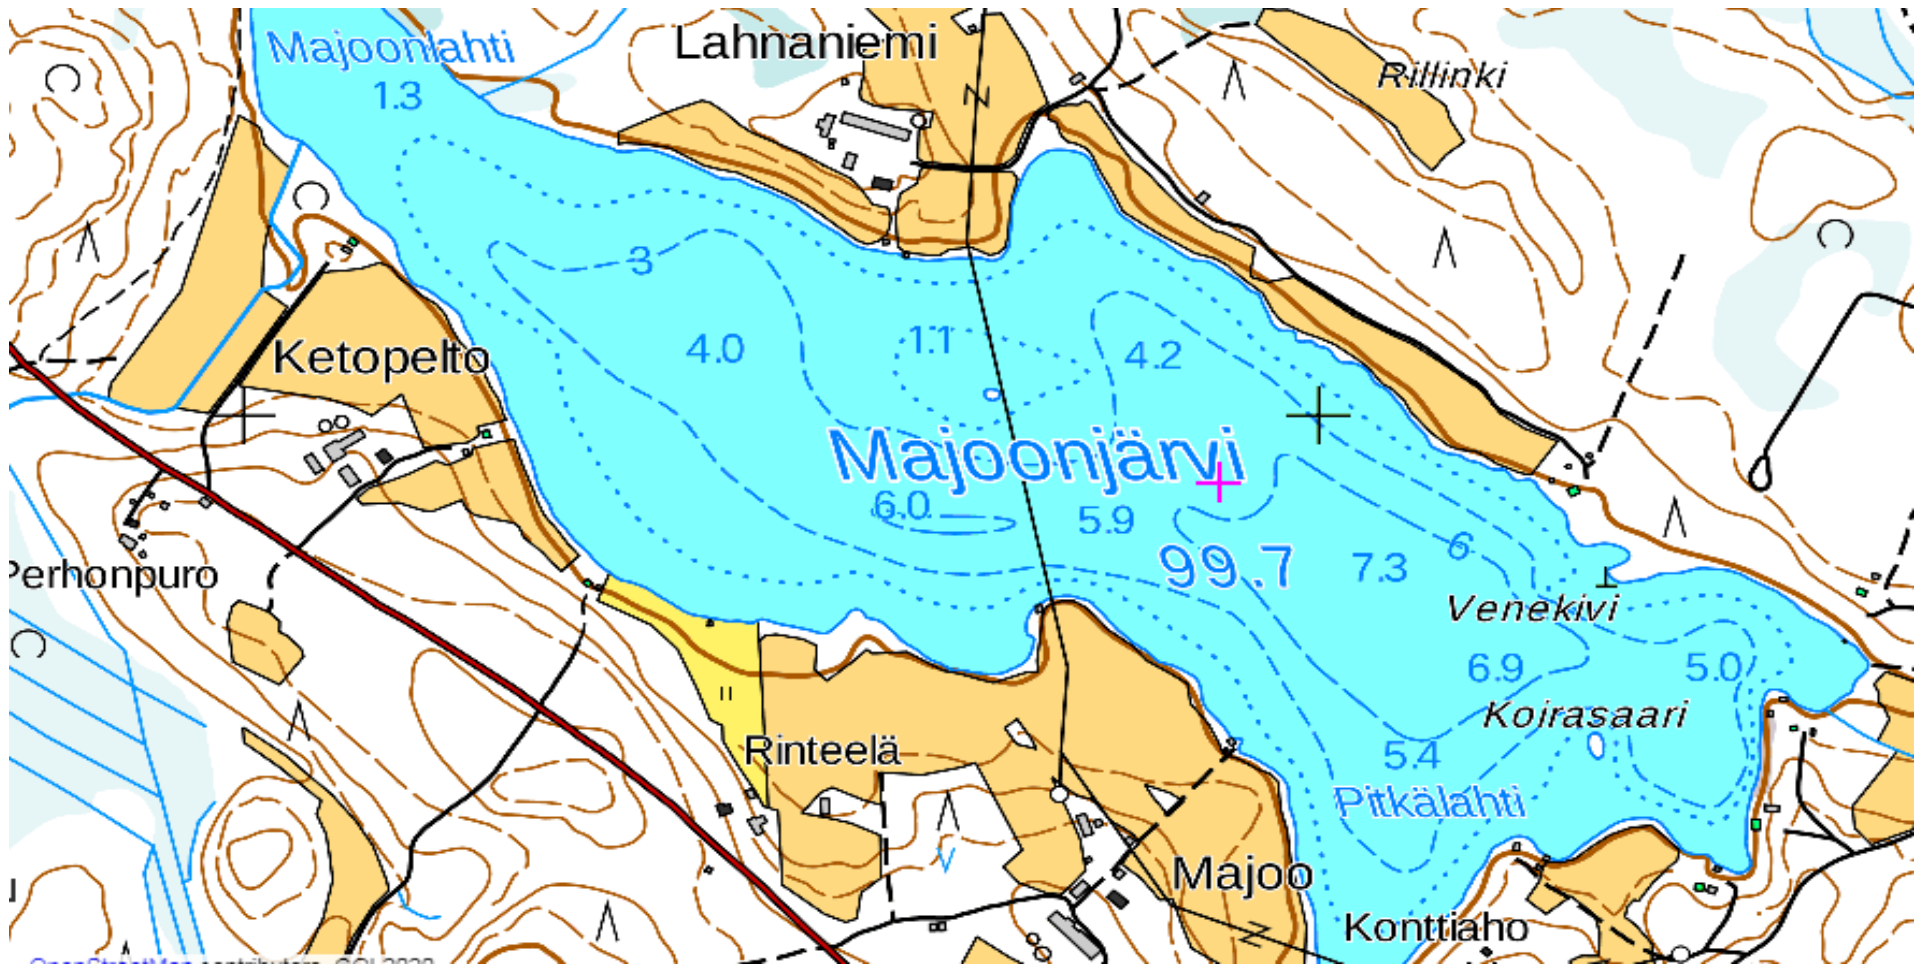 Majoonlahti
1.3
Lahnaniemi
Rillinki
3
4.0
1.1
4.2
Ketopelto
Majoonjärvi
6.0
5.9
99.7
7.3
6
Perhonpuro
Venekivi
6.9
5.0
Koirasaari
Rinteelä
5.4
Pitkälahti
Majoo
Konttiaho